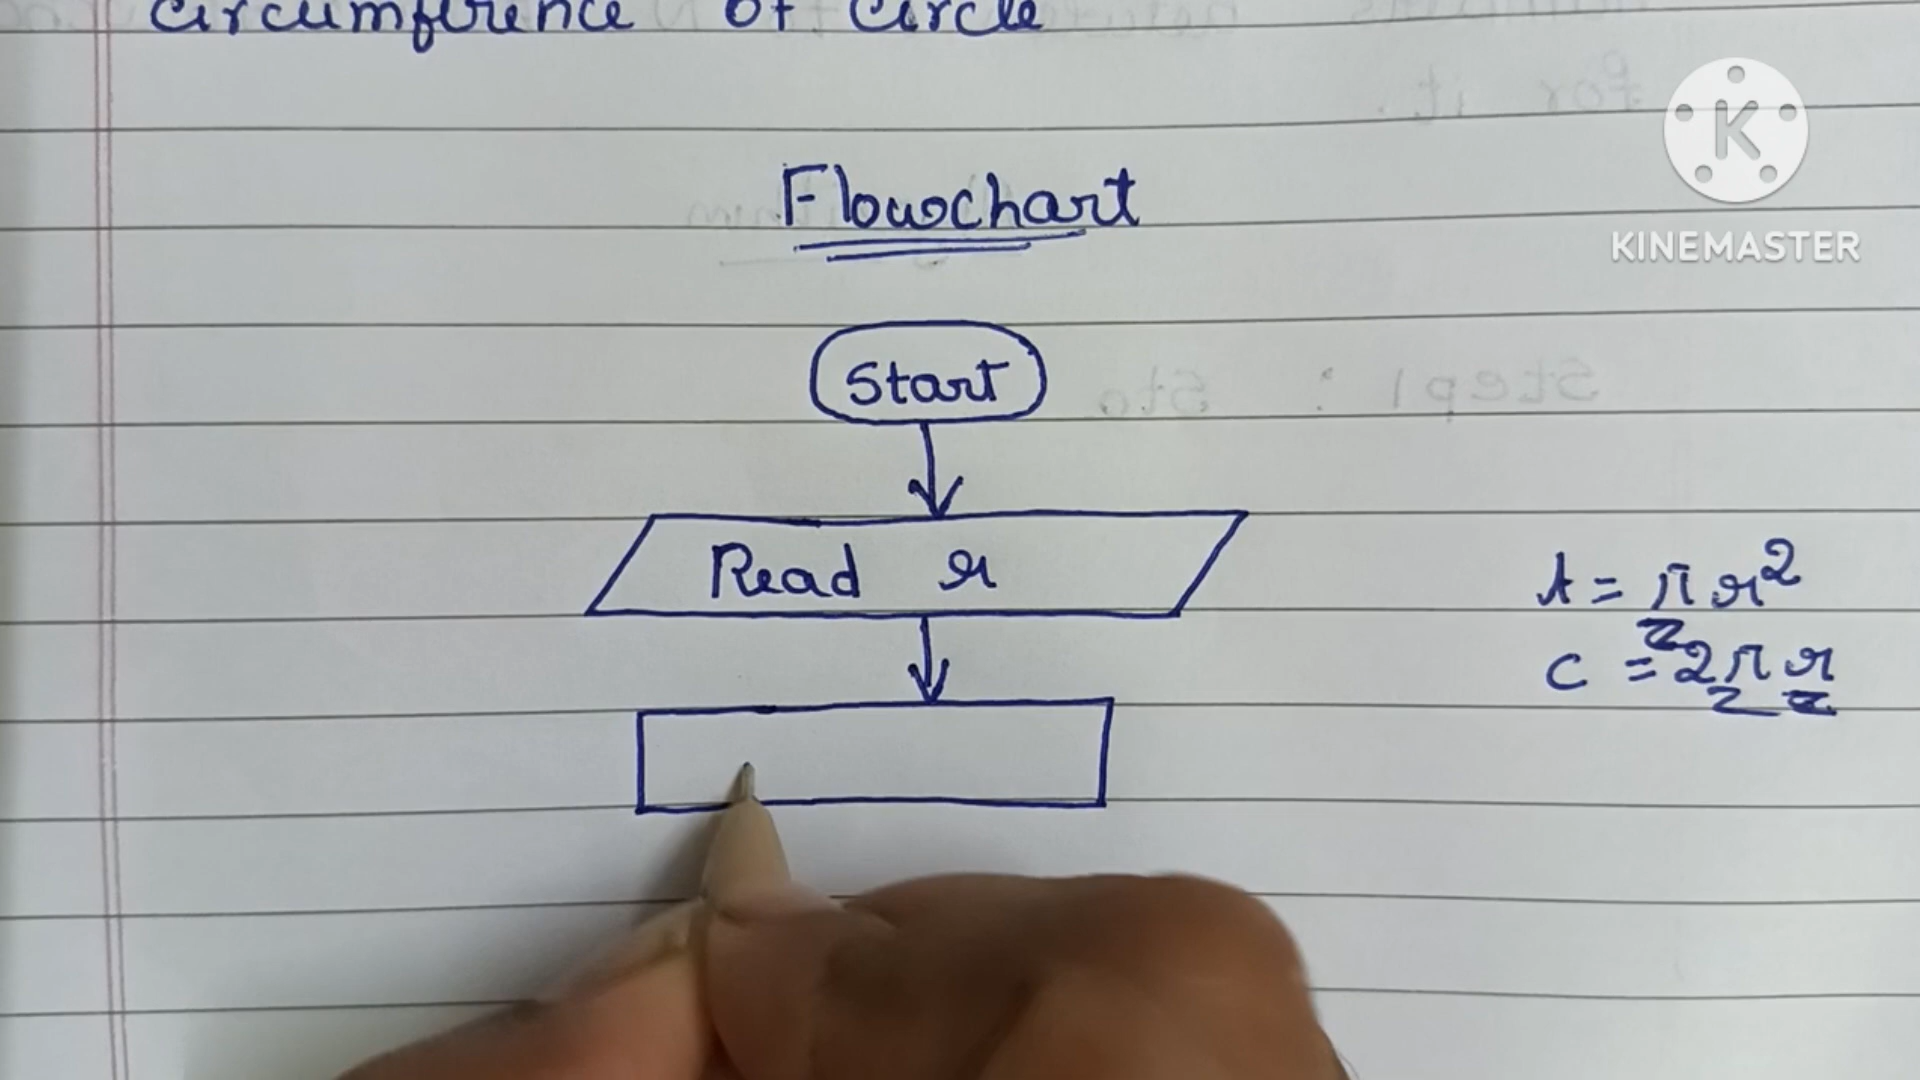 circumference of circle
Flowchart
Start
Read r
A = πr²
C = 2πr
KINEMASTER